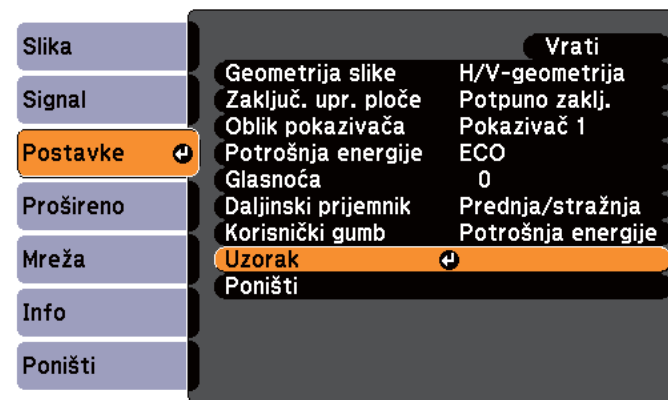 Slika
Signal
Postavke
Prošireno
Mreža
Info
Poništi
Vrati
Geometrija slike H/V-geometrija
Zaključ. upr. ploče Potpuno zaklj.
Oblik pokazivača Pokazivač 1
Potrošnja energije ECO
Glasnoća 0
Daljinski prijemnik Prednja/stražnja
Korisnički gumb Potrošnja energije
Uzorak
Poništi